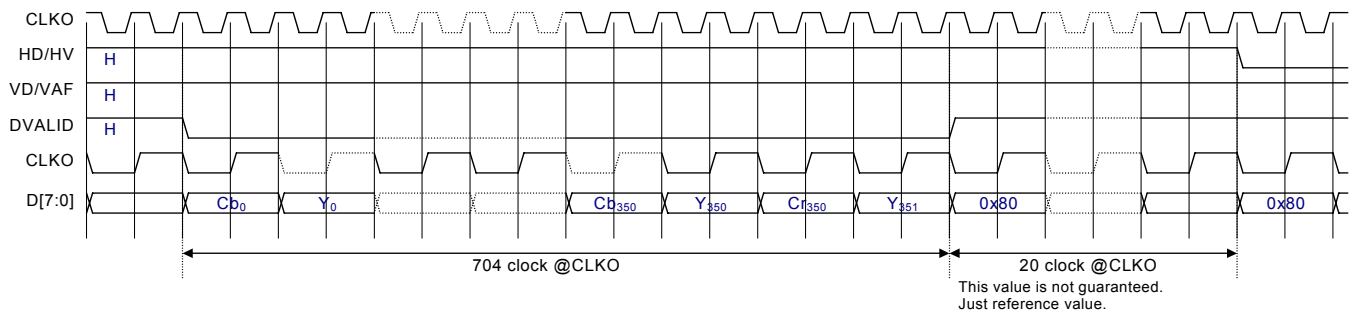 CLKO
HD/HV H
VD/VAF H
DVALID H
CLKO
D[7:0] Cb₀ Y₀ Cb₃₅₀ Y₃₅₀ Cr₃₅₀ Y₃₅₁ 0x80 0x80
704 clock @CLKO 20 clock @CLKO
This value is not guaranteed.
Just reference value.